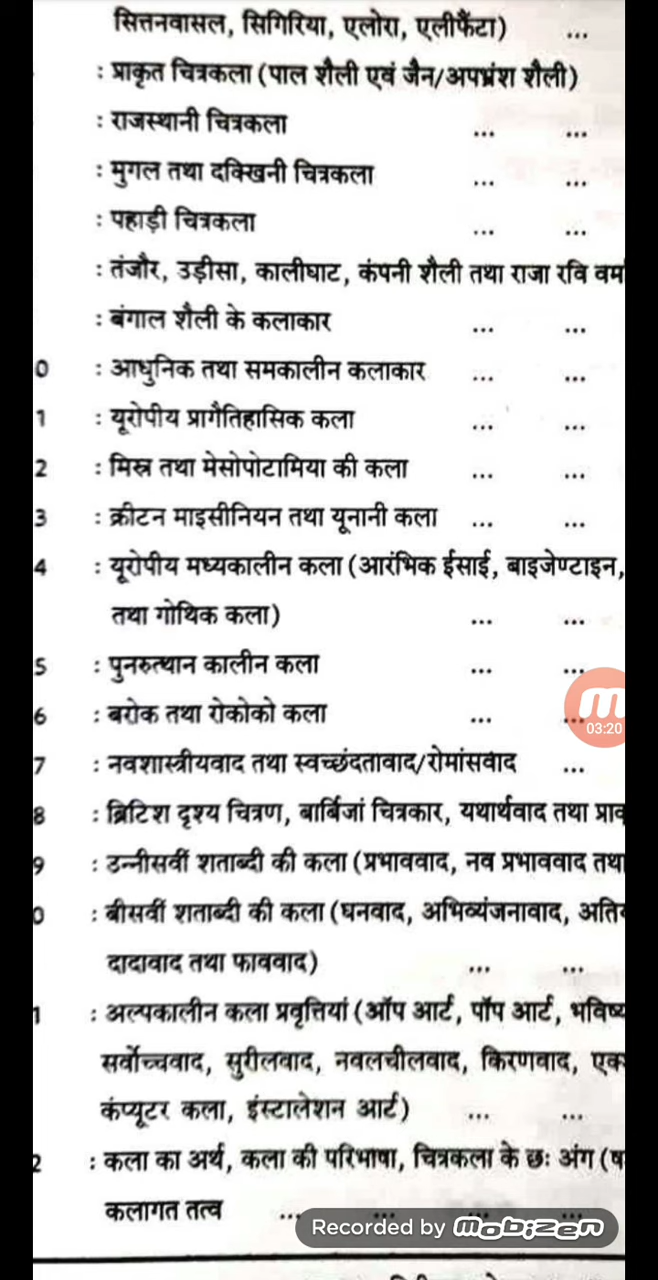 सित्तनवासल, सिगिरिया, एलोरा, एलीफैंटा) ...
: प्राकृत चित्रकला (पाल शैली एवं जैन/अपभ्रंश शैली)
: राजस्थानी चित्रकला ... ...
: मुगल तथा दक्खिनी चित्रकला ... ...
: पहाड़ी चित्रकला ... ...
: तंजौर, उड़ीसा, कालीघाट, कंपनी शैली तथा राजा रवि वर्मा
: बंगाल शैली के कलाकार ... ...
0 : आधुनिक तथा समकालीन कलाकार ... ...
1 : यूरोपीय प्रागैतिहासिक कला ... ...
2 : मिस्र तथा मेसोपोटामिया की कला ... ...
3 : क्रीटन माइसीनियन तथा यूनानी कला ... ...
4 : यूरोपीय मध्यकालीन कला (आरंभिक ईसाई, बाइजेण्टाइन,
तथा गोथिक कला) ... ...
5 : पुनरुत्थान कालीन कला ... ...
6 : बरोक तथा रोकोको कला ... ...
03:20
7 : नवशास्त्रीयवाद तथा स्वच्छंदतावाद/रोमांसवाद ...
8 : ब्रिटिश दृश्य चित्रण, बार्बिजां चित्रकार, यथार्थवाद तथा
9 : उन्नीसवीं शताब्दी की कला (प्रभाववाद, नव प्रभाववाद तथा
0 : बीसवीं शताब्दी की कला (घनवाद, अभिव्यंजनावाद,
दादावाद तथा फाववाद) ... ...
1 : अल्पकालीन कला प्रवृत्तियां (ऑप आर्ट, पॉप आर्ट,
सर्वोच्चवाद, सुरीलवाद, नवलचीलवाद, किरणवाद,
कंप्यूटर कला, इंस्टालेशन आर्ट) ... ...
2 : कला का अर्थ, कला की परिभाषा, चित्रकला के छः अंग
कलागत तत्व ... ... ... ...
Recorded by mobizen